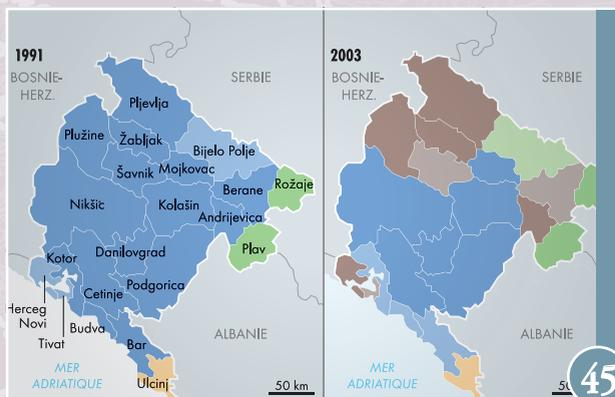 1991
BOSNIE-
HERZ.
SERBIE
Pljevlja
Plužine
Žabljak
Bijelo Polje
Šavnik
Mojkovac
Berane
Rožaje
Nikšic
Kolašin
Andrijevica
Plav
Danilovgrad
Kotor
Podgorica
Cetinje
Herceg
Novi
Budva
Tivat
Bar
ALBANIE
MER
ADRIATIQUE
Ulcinj
50 km
2003
BOSNIE-
HERZ.
SERBIE
ALBANIE
MER
ADRIATIQUE
45